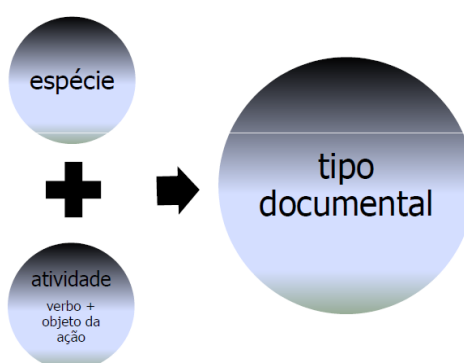 espécie
atividade
verbo +
objeto da
ação
tipo
documental